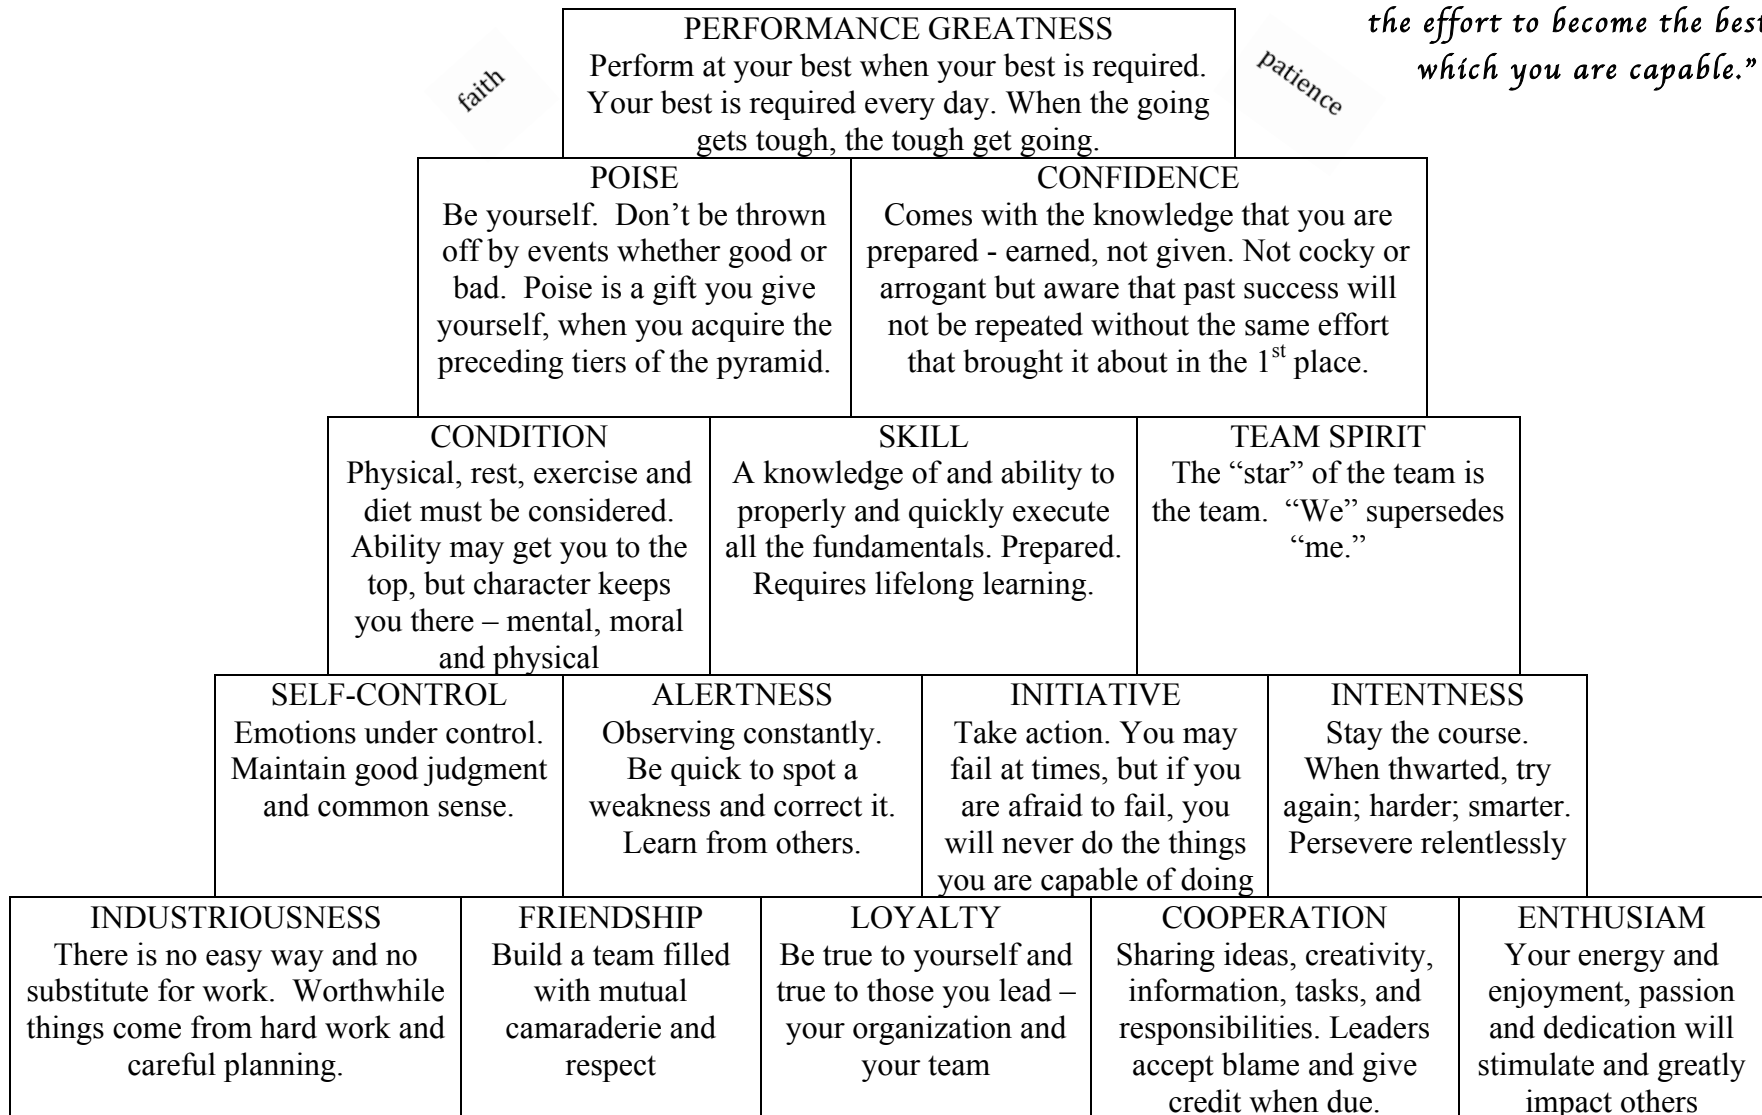 the effort to become the best
which you are capable.”
faith
patience
PERFORMANCE GREATNESS
Perform at your best when your best is required.
Your best is required every day. When the going
gets tough, the tough get going.
POISE
Be yourself.  Don’t be thrown
off by events whether good or
bad.  Poise is a gift you give
yourself, when you acquire the
preceding tiers of the pyramid.
CONFIDENCE
Comes with the knowledge that you are
prepared - earned, not given. Not cocky or
arrogant but aware that past success will
not be repeated without the same effort
that brought it about in the 1st place.
CONDITION
Physical, rest, exercise and
diet must be considered.
Ability may get you to the
top, but character keeps
you there – mental, moral
and physical
SKILL
A knowledge of and ability to
properly and quickly execute
all the fundamentals. Prepared.
Requires lifelong learning.
TEAM SPIRIT
The “star” of the team is
the team.  “We” supersedes
“me.”
SELF-CONTROL
Emotions under control.
Maintain good judgment
and common sense.
ALERTNESS
Observing constantly.
Be quick to spot a
weakness and correct it.
Learn from others.
INITIATIVE
Take action. You may
fail at times, but if you
are afraid to fail, you
will never do the things
you are capable of doing
INTENTNESS
Stay the course.
When thwarted, try
again; harder; smarter.
Persevere relentlessly
INDUSTRIOUSNESS
There is no easy way and no
substitute for work.  Worthwhile
things come from hard work and
careful planning.
FRIENDSHIP
Build a team filled
with mutual
camaraderie and
respect
LOYALTY
Be true to yourself and
true to those you lead –
your organization and
your team
COOPERATION
Sharing ideas, creativity,
information, tasks, and
responsibilities. Leaders
accept blame and give
credit when due.
ENTHUSIAM
Your energy and
enjoyment, passion
and dedication will
stimulate and greatly
impact others